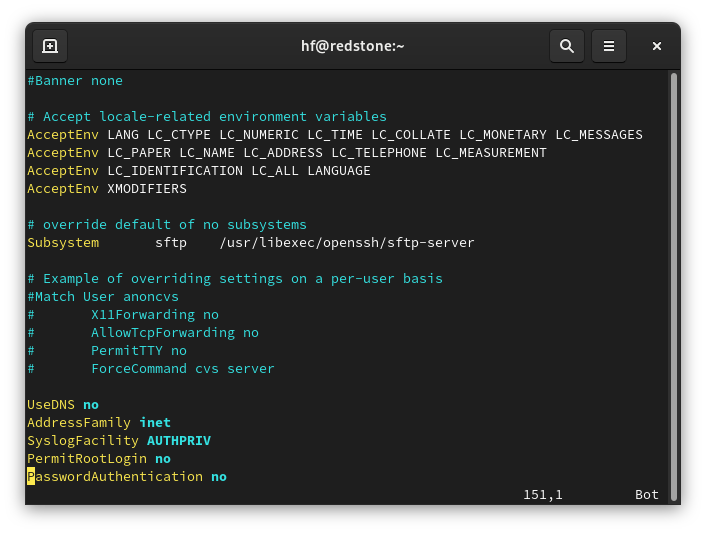 hf@redstone:~
#Banner none
# Accept locale-related environment variables
AcceptEnv LANG LC_CTYPE LC_NUMERIC LC_TIME LC_COLLATE LC_MONETARY LC_MESSAGES
AcceptEnv LC_PAPER LC_NAME LC_ADDRESS LC_TELEPHONE LC_MEASUREMENT
AcceptEnv LC_IDENTIFICATION LC_ALL LANGUAGE
AcceptEnv XMODIFIERS
# override default of no subsystems
Subsystem       sftp    /usr/libexec/openssh/sftp-server
# Example of overriding settings on a per-user basis
#Match User anoncvs
#       X11Forwarding no
#       AllowTcpForwarding no
#       PermitTTY no
#       ForceCommand cvs server
UseDNS no
AddressFamily inet
SyslogFacility AUTHPRIV
PermitRootLogin no
PasswordAuthentication no
151,1         Bot